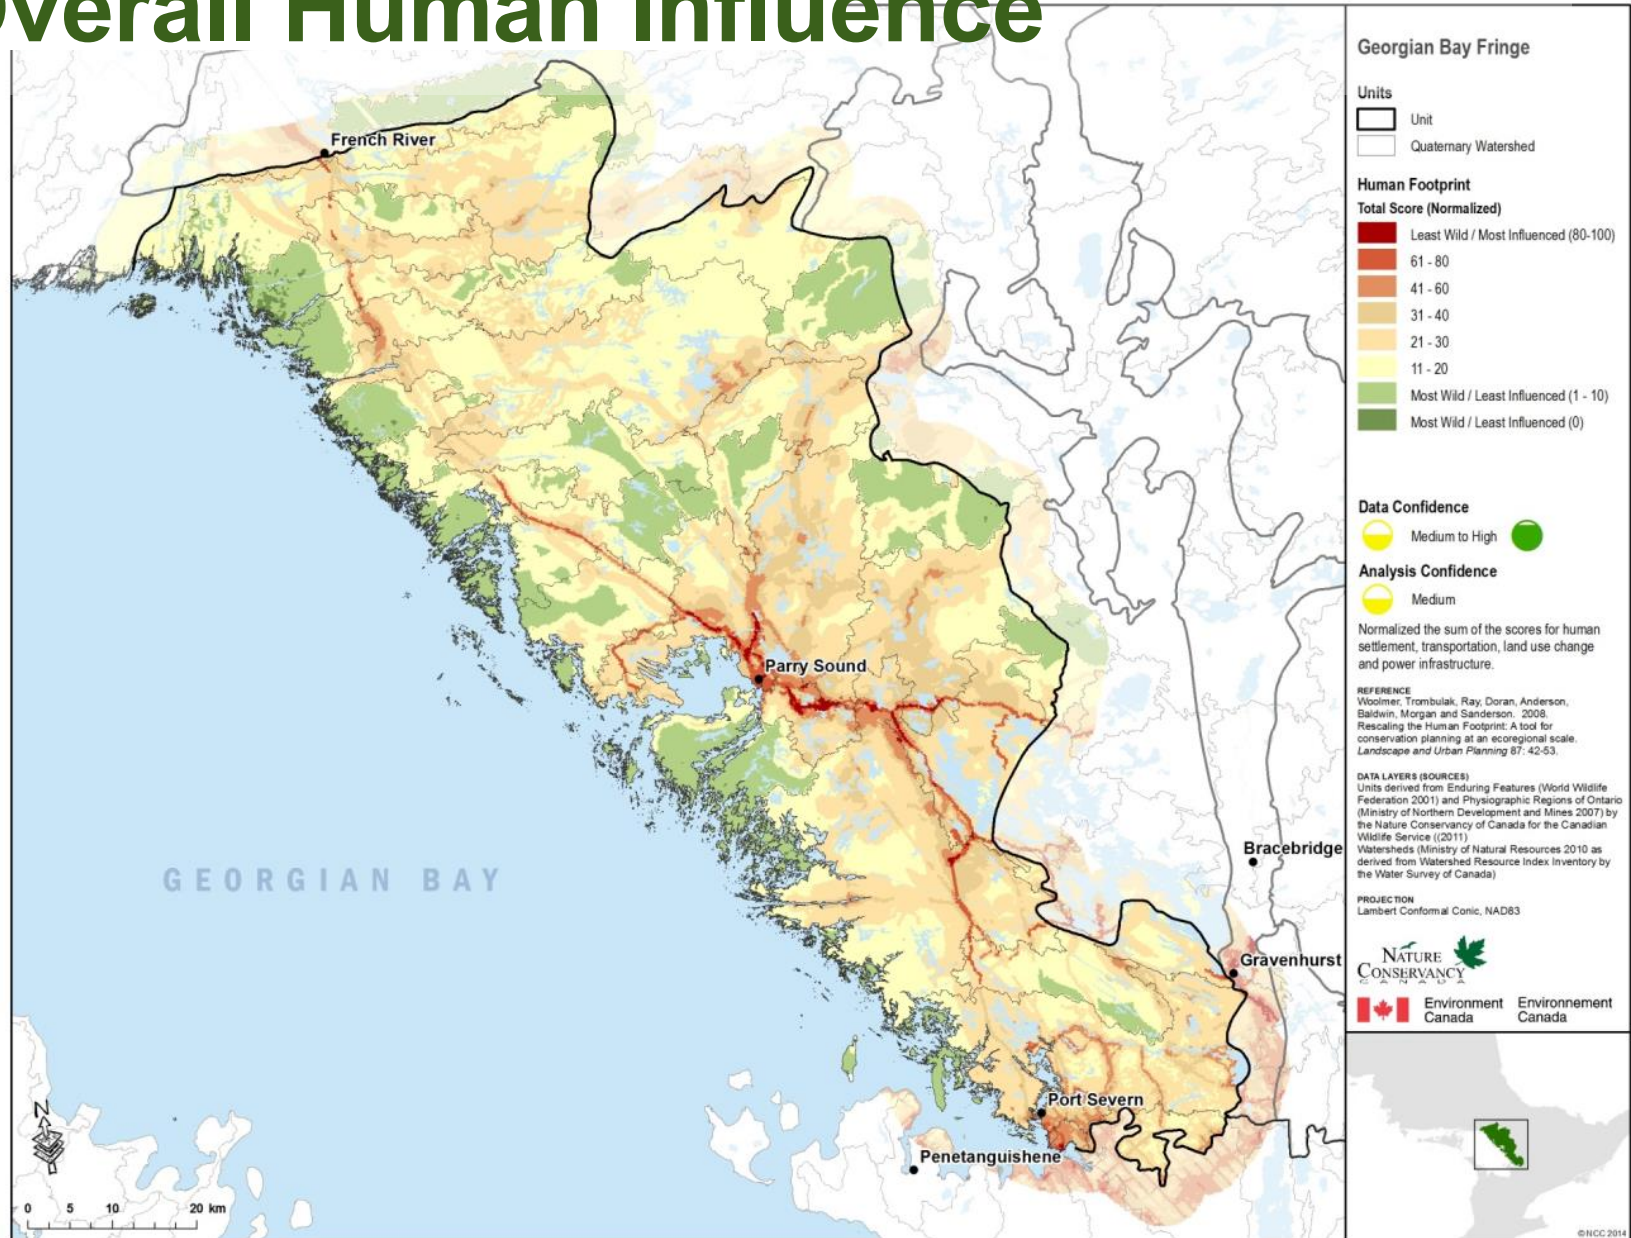 Overall Human Influence
French River
Parry Sound
GEORGIAN BAY
Bracebridge
Gravenhurst
Port Severn
Penetanguishene
N
0 5 10 20 km
Georgian Bay Fringe
Units
Unit
Quaternary Watershed
Human Footprint
Total Score (Normalized)
Least Wild / Most Influenced (80-100)
61 - 80
41 - 60
31 - 40
21 - 30
11 - 20
Most Wild / Least Influenced (1 - 10)
Most Wild / Least Influenced (0)
Data Confidence
Medium to High
Analysis Confidence
Medium
Normalized the sum of the scores for human
settlement, transportation, land use change
and power infrastructure.
REFERENCE
Woolmer, Trombulak, Ray, Doran, Anderson,
Baldwin, Morgan and Sanderson. 2008.
Rescaling the Human Footprint: A tool for
conservation planning at an ecoregional scale.
Landscape and Urban Planning 87: 42-53.
DATA LAYERS (SOURCES)
Units derived from Enduring Features (World Wildlife
Federation 2001) and Physiographic Regions of Ontario
(Ministry of Northern Development and Mines 2007) by
the Nature Conservancy of Canada for the Canadian
Wildlife Service ((2011)
Watersheds (Ministry of Natural Resources 2010 as
derived from Watershed Resource Index Inventory by
the Water Survey of Canada)
PROJECTION
Lambert Conformal Conic, NAD83
NATURE
CONSERVANCY
CANADA
Environment Environnement
Canada Canada
©NCC 2014